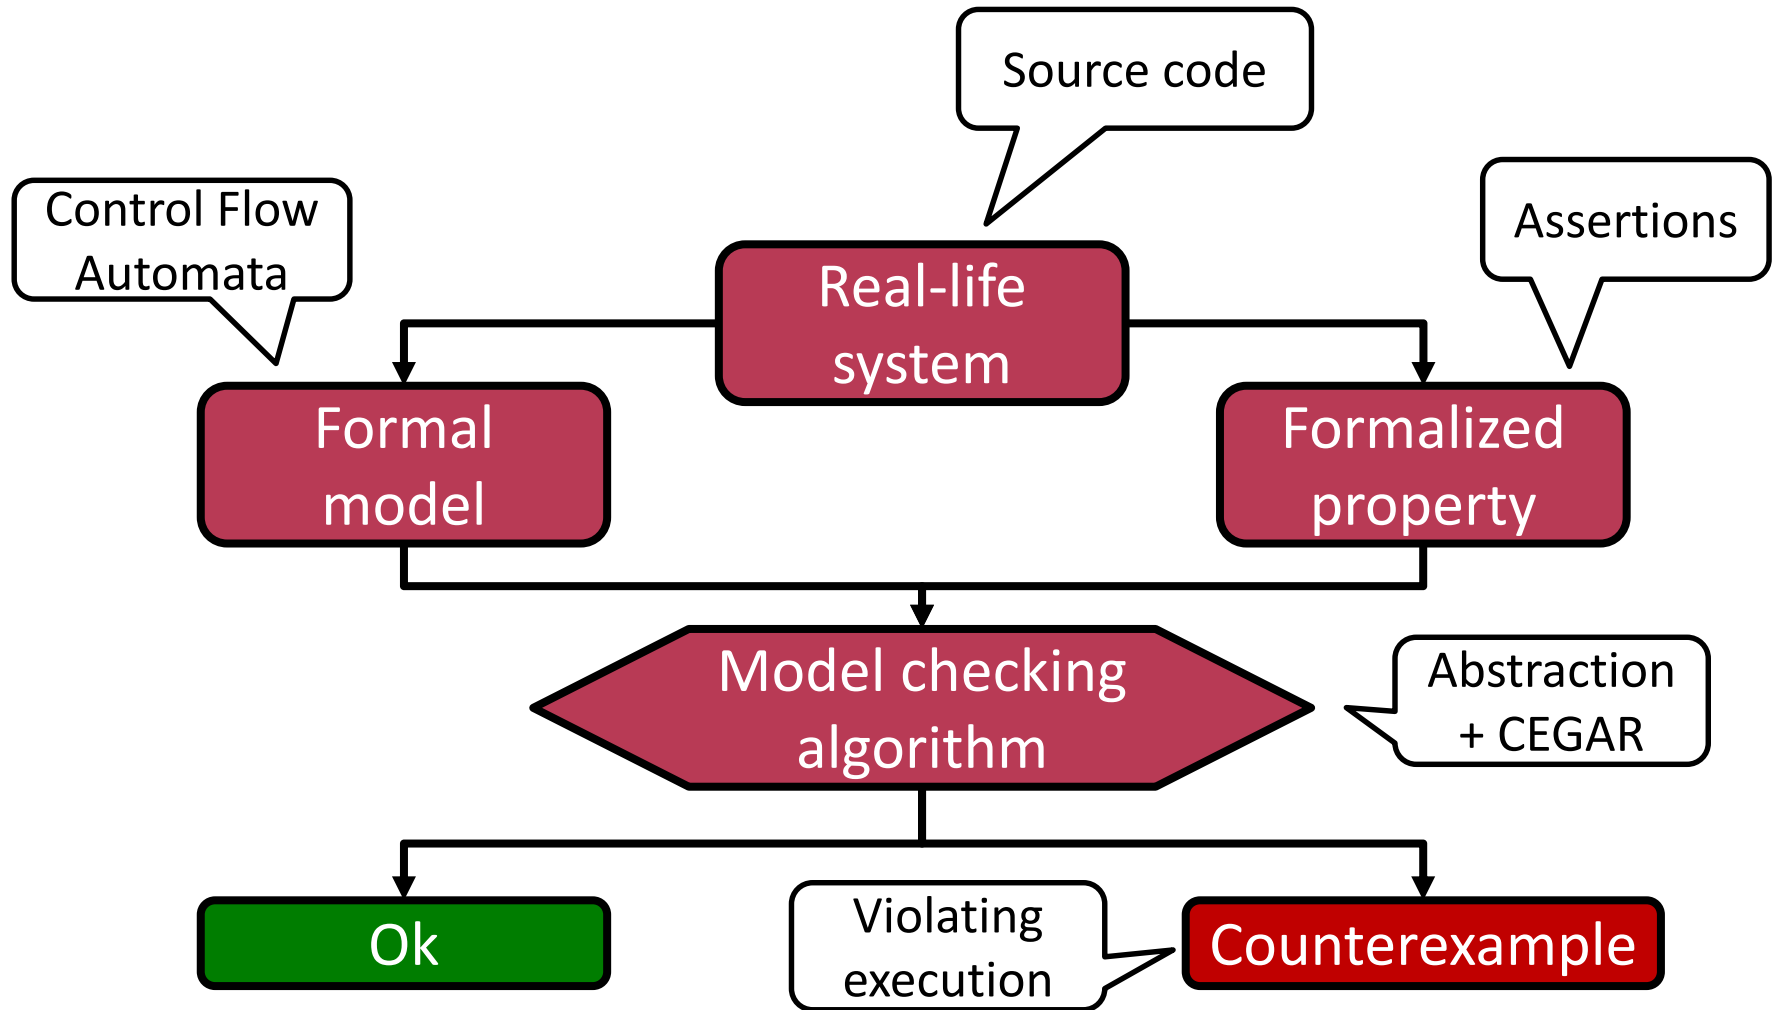 Source code
Control Flow
Automata
Assertions
Real-life
system
Formal
model
Formalized
property
Model checking
algorithm
Abstraction
+ CEGAR
Ok
Violating
execution
Counterexample